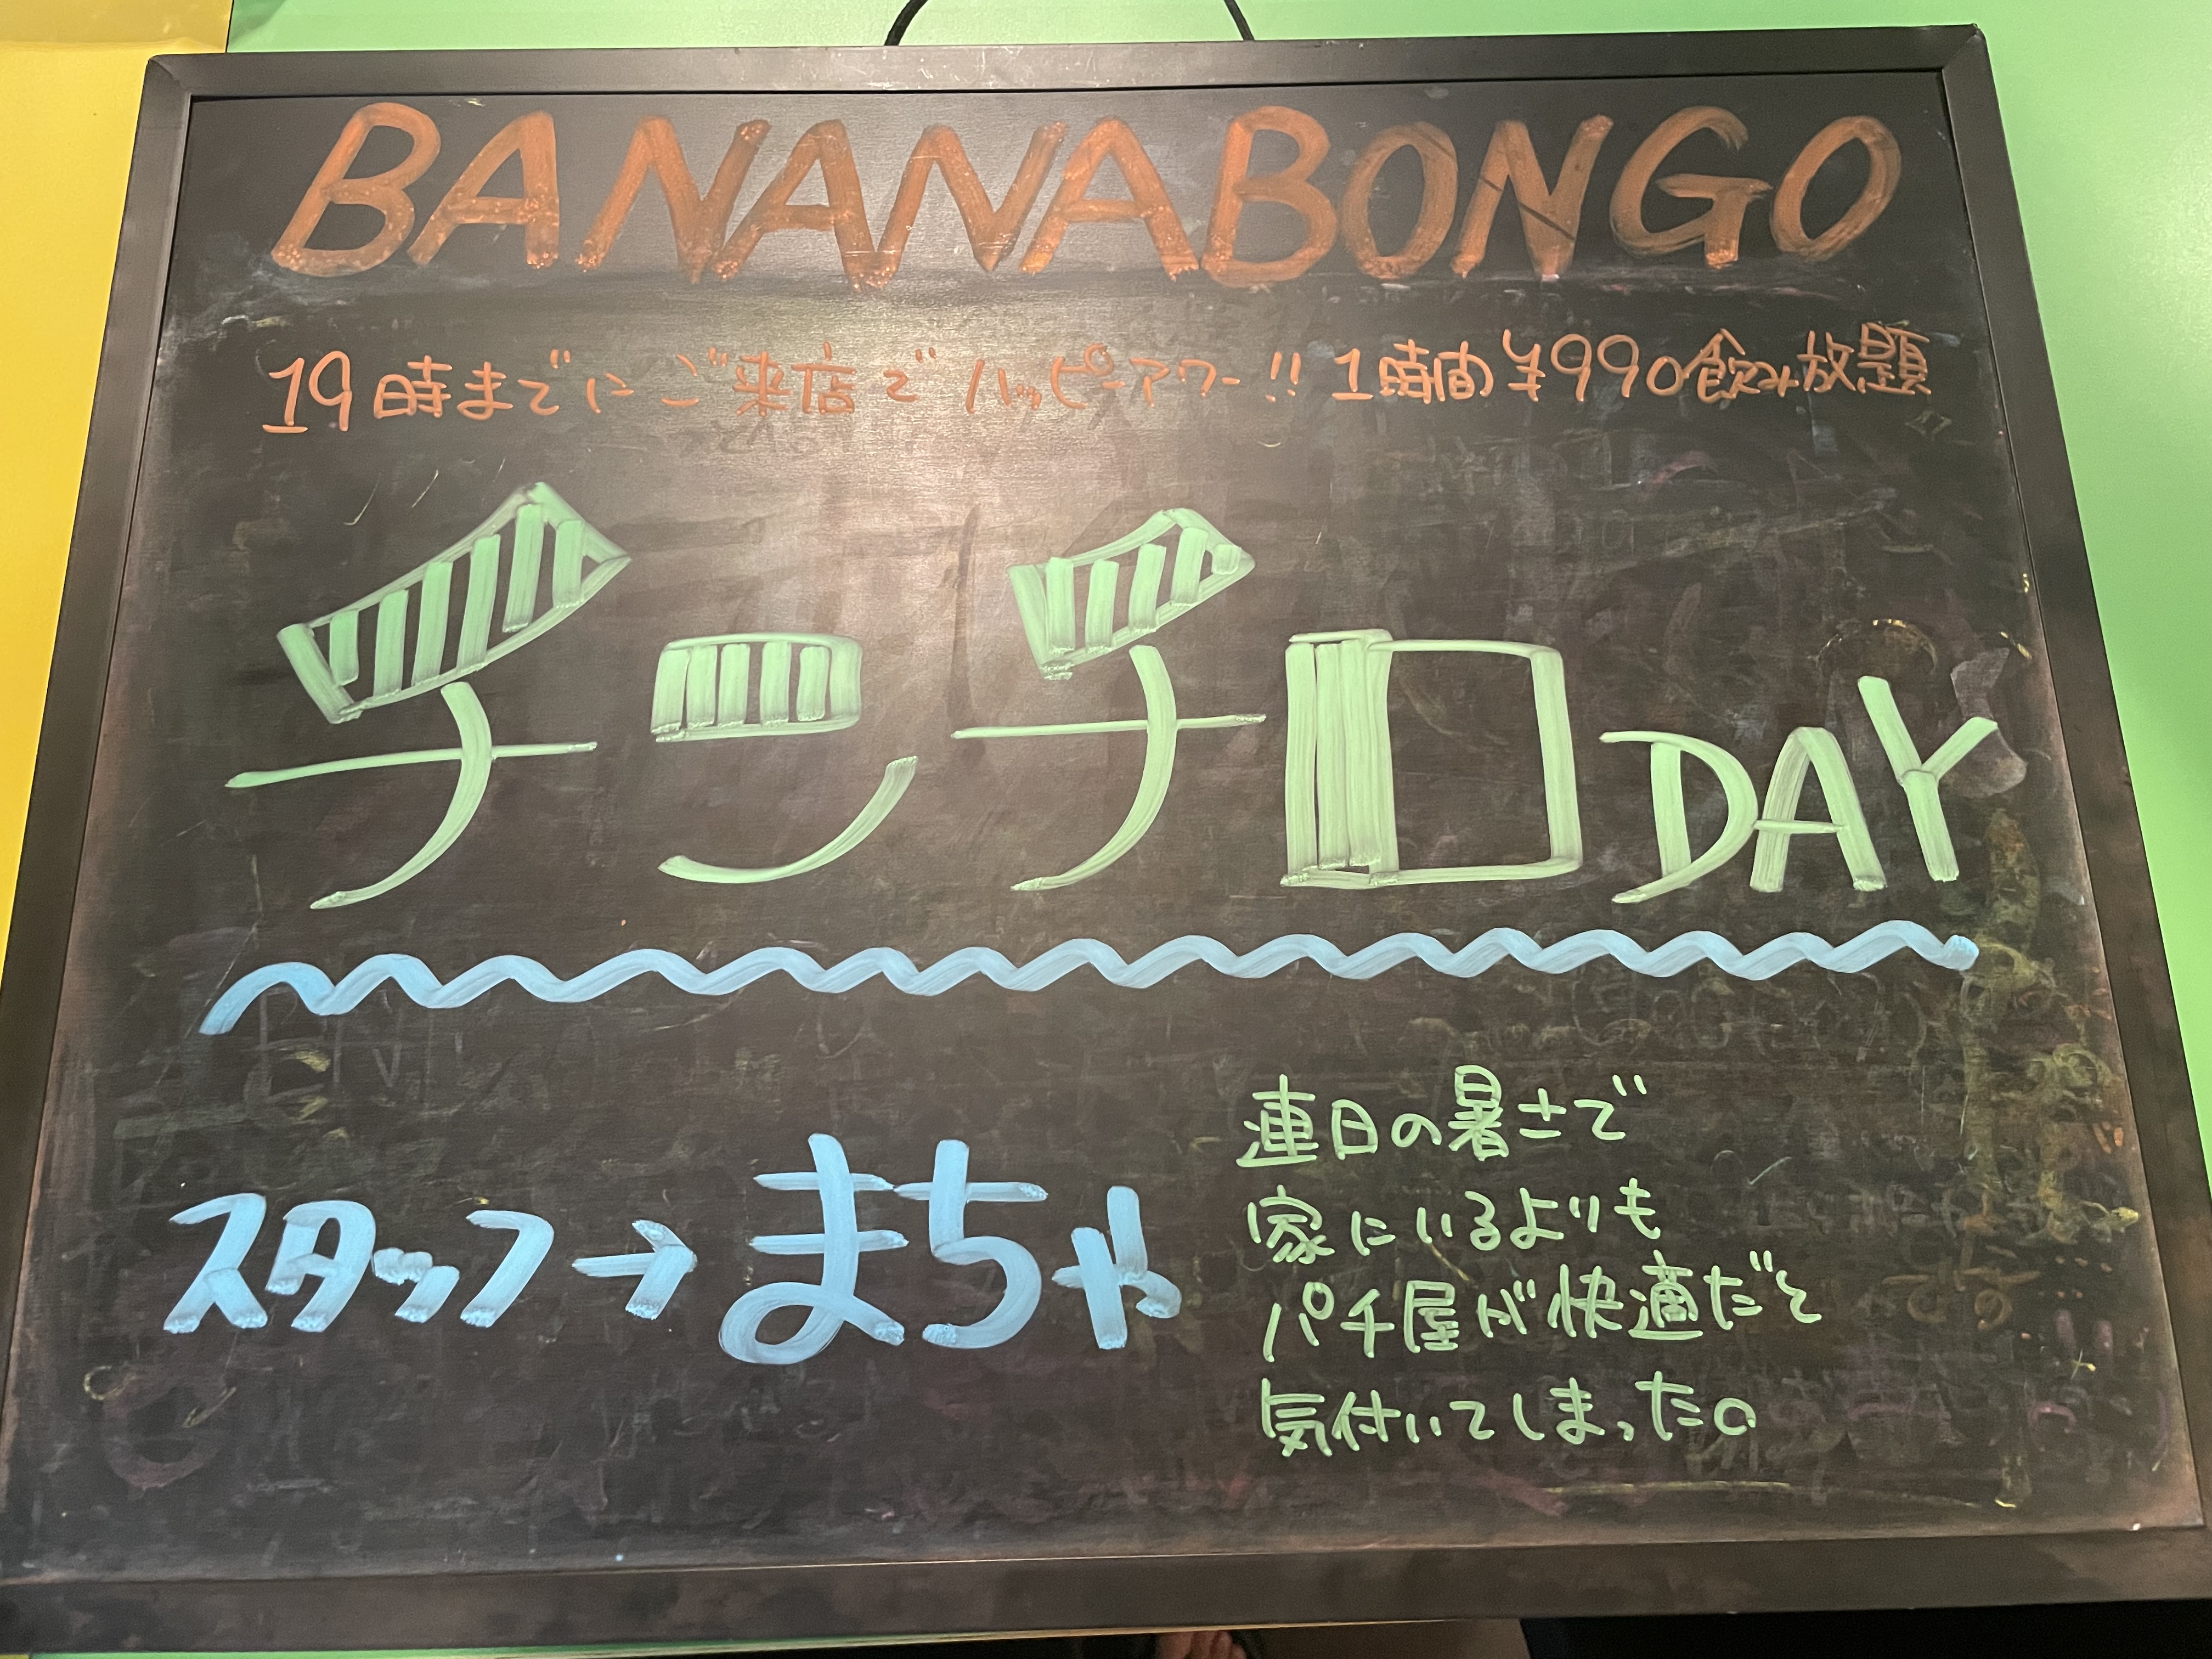 BANANABONGO
19時までにご来店でハッピーアワー!! 1時間¥990飲み放題
チンチロDAY
スタッフ→まちゃ
連日の暑さで
家にいるよりも
パチ屋が快適だと
気付いてしまった。